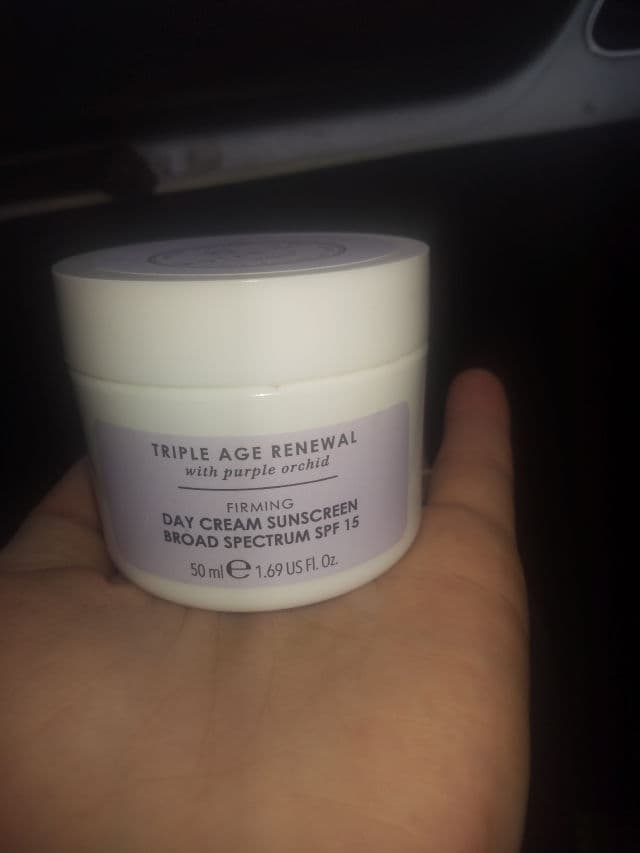 TRIPLE AGE RENEWAL
with purple orchid
FIRMING
DAY CREAM SUNSCREEN
BROAD SPECTRUM SPF 15
50 ml e 1.69 US Fl. Oz.